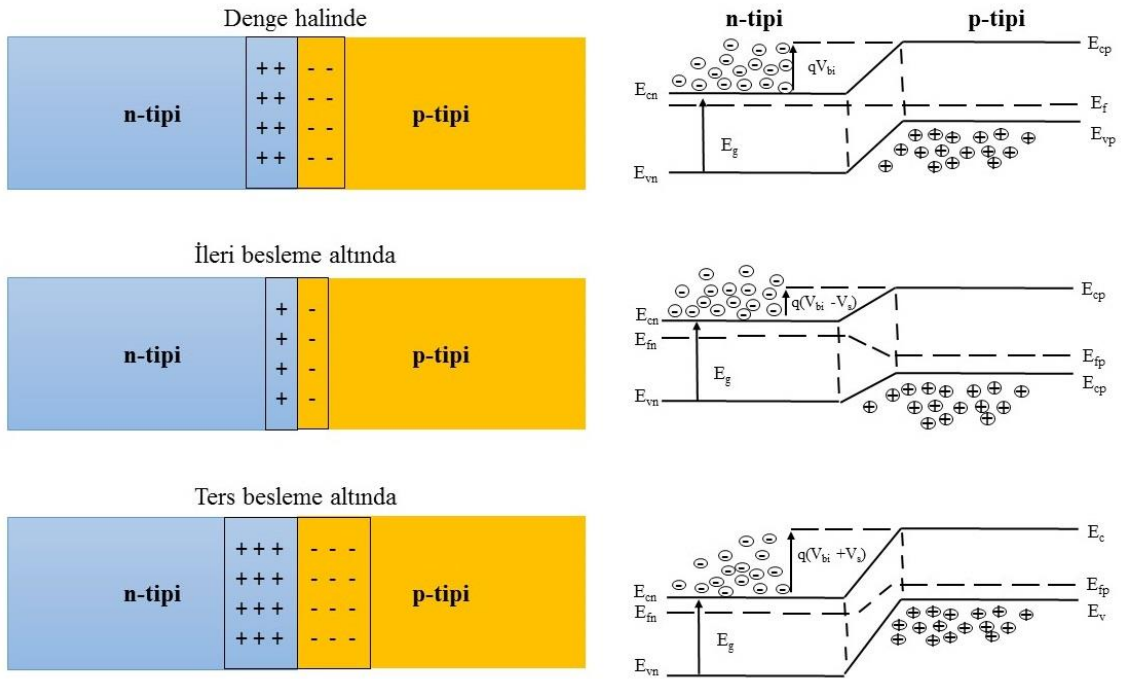 Denge halinde
n-tipi
+ +
+ +
+ +
+ +
- -
- -
- -
- -
p-tipi
n-tipi
p-tipi
E_cn
qV_bi
E_cp
E_f
E_g
E_vp
E_vn
İleri besleme altında
n-tipi
+
+
+
+
-
-
-
-
p-tipi
E_cn
q(V_bi -V_s)
E_cp
E_fn
E_fp
E_g
E_cp
E_vn
Ters besleme altında
n-tipi
+ + +
+ + +
+ + +
+ + +
- - -
- - -
- - -
- - -
p-tipi
q(V_bi +V_s)
E_c
E_cn
E_fp
E_fn
E_v
E_g
E_vn